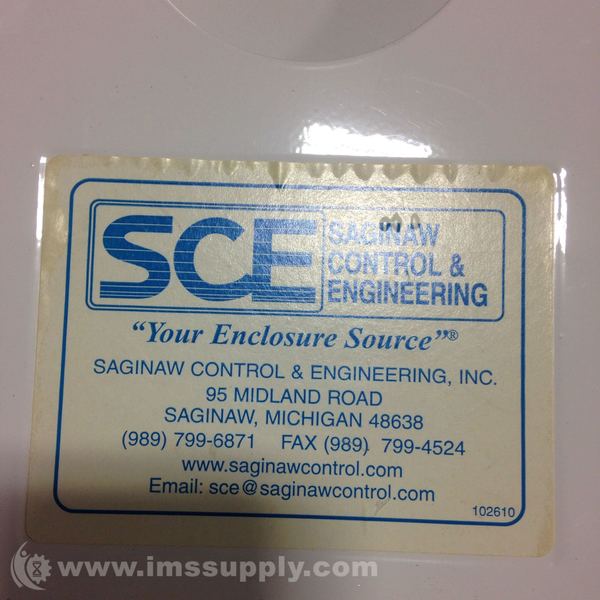 SCE
SAGINAW
CONTROL &
ENGINEERING
“Your Enclosure Source”®
SAGINAW CONTROL & ENGINEERING, INC.
95 MIDLAND ROAD
SAGINAW, MICHIGAN 48638
(989) 799-6871 FAX (989) 799-4524
www.saginawcontrol.com
Email: sce@saginawcontrol.com
102610
www.imssupply.com